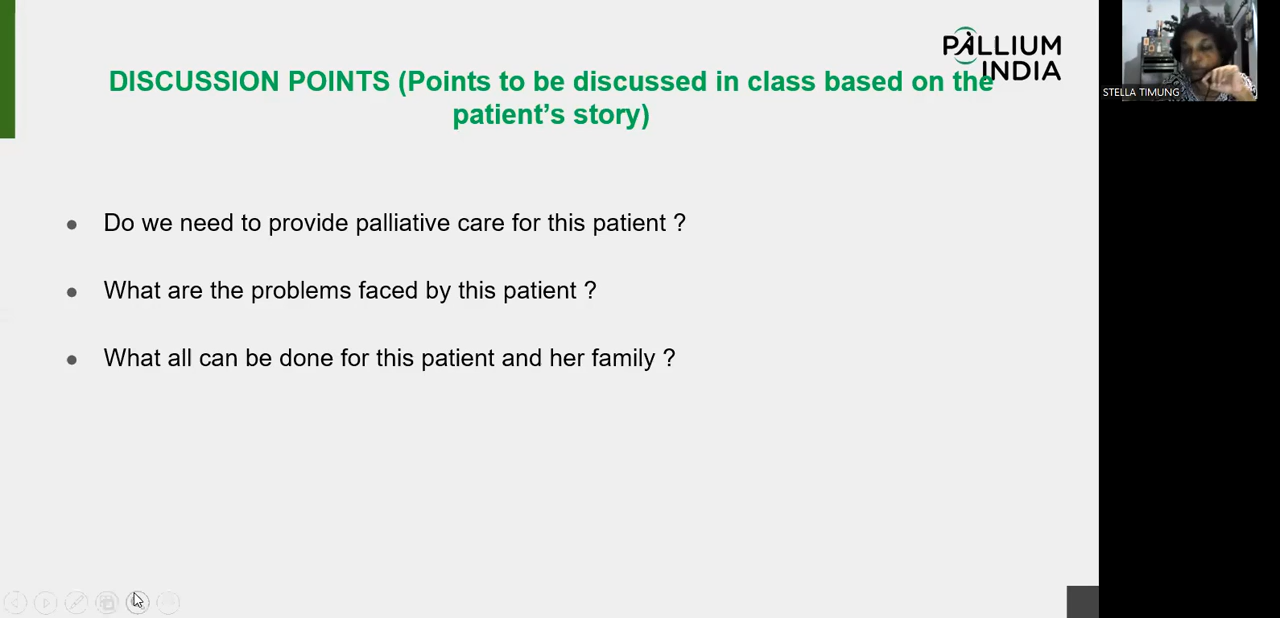 PALLIUM
INDIA
DISCUSSION POINTS (Points to be discussed in class based on the
patient's story)
STELLA TIMUNG
● Do we need to provide palliative care for this patient ?
● What are the problems faced by this patient ?
● What all can be done for this patient and her family ?